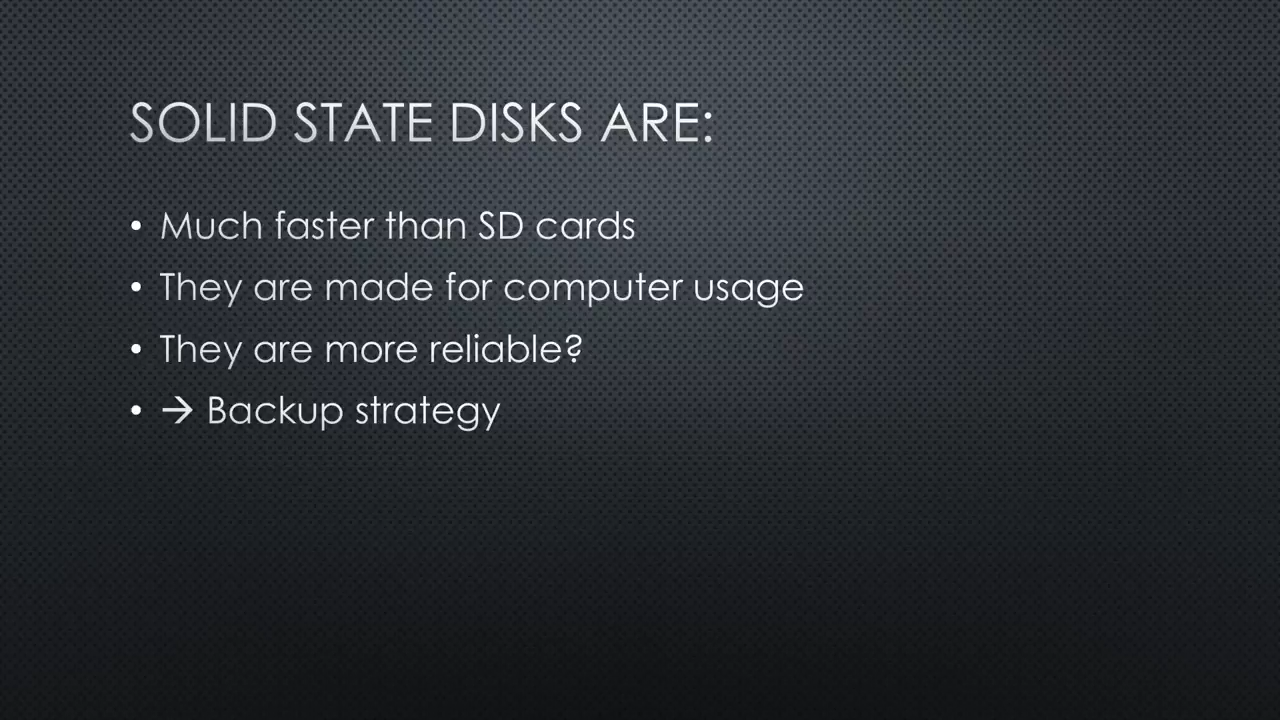 SOLID STATE DISKS ARE:
• Much faster than SD cards
• They are made for computer usage
• They are more reliable?
• → Backup strategy